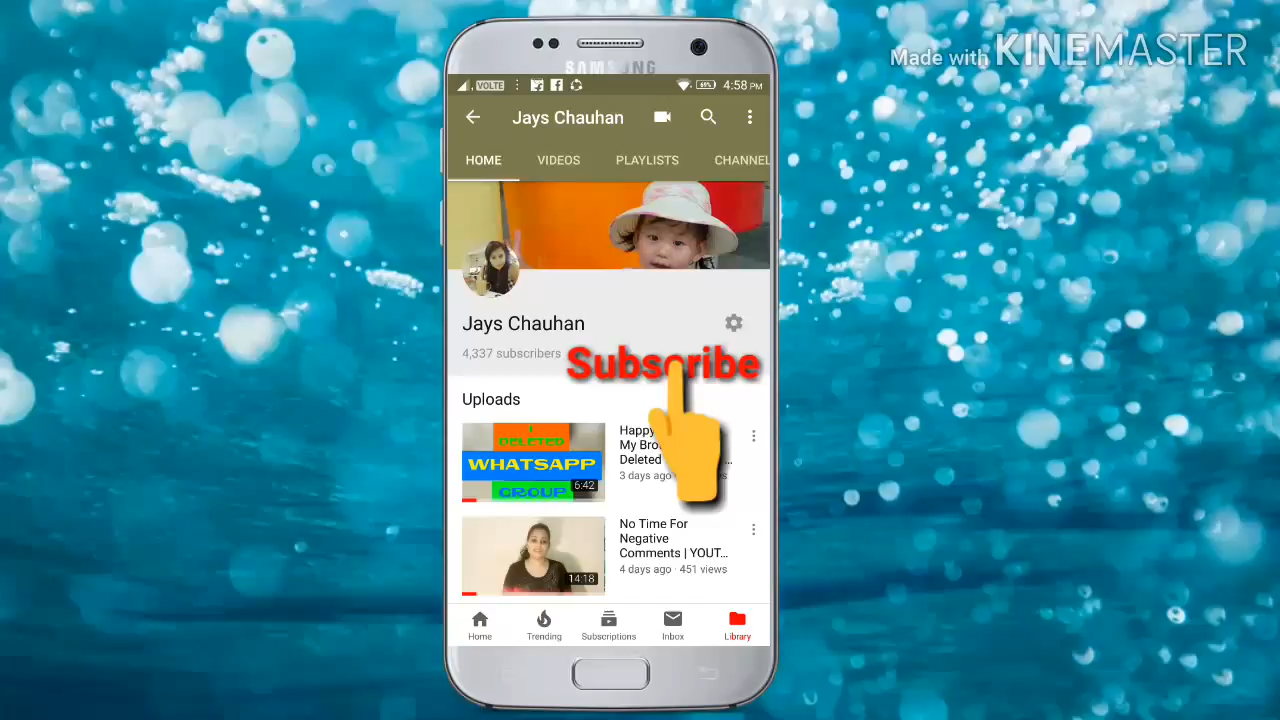 Made with KINEMASTER
SAMSUNG
VOLTE
69%
4:58 PM
Jays Chauhan
HOME VIDEOS PLAYLISTS CHANNEL
Jays Chauhan
4,337 subscribers
Subscribe
Uploads
I
DELETED
WHATSAPP
GROUP
6:42
Happy
My Bro
Deleted ...
3 days ago
No Time For
Negative
Comments | YOUT...
4 days ago · 451 views
14:18
Home Trending Subscriptions Inbox Library